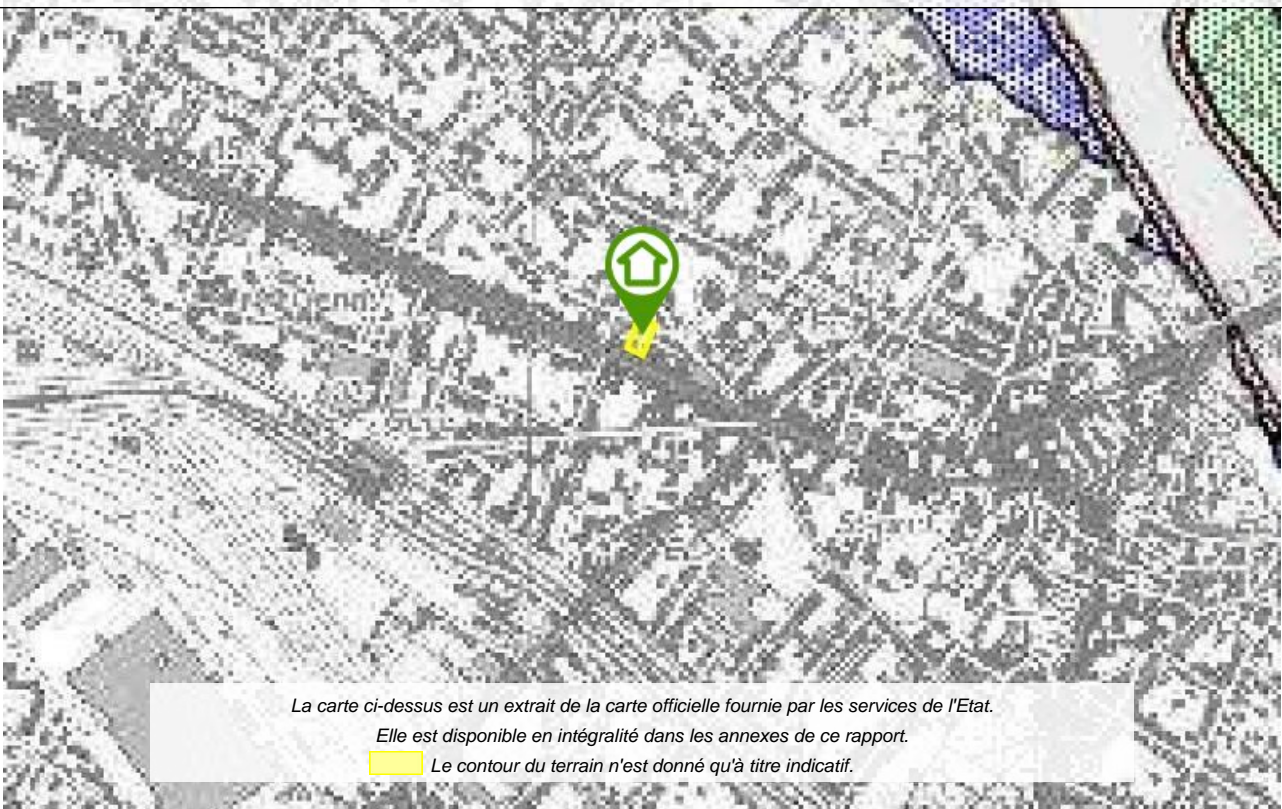 La carte ci-dessus est un extrait de la carte officielle fournie par les services de l'Etat.
Elle est disponible en intégralité dans les annexes de ce rapport.
Le contour du terrain n'est donné qu'à titre indicatif.